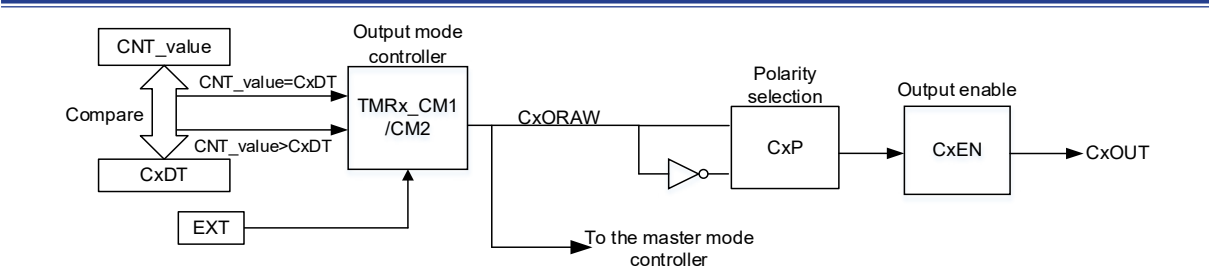 Output mode
controller
CNT_value
CNT_value=CxDT
Compare
CNT_value>CxDT
CxDT
TMRx_CM1
/CM2
EXT
CxORAW
To the master mode
controller
Polarity
selection
CxP
Output enable
CxEN
CxOUT